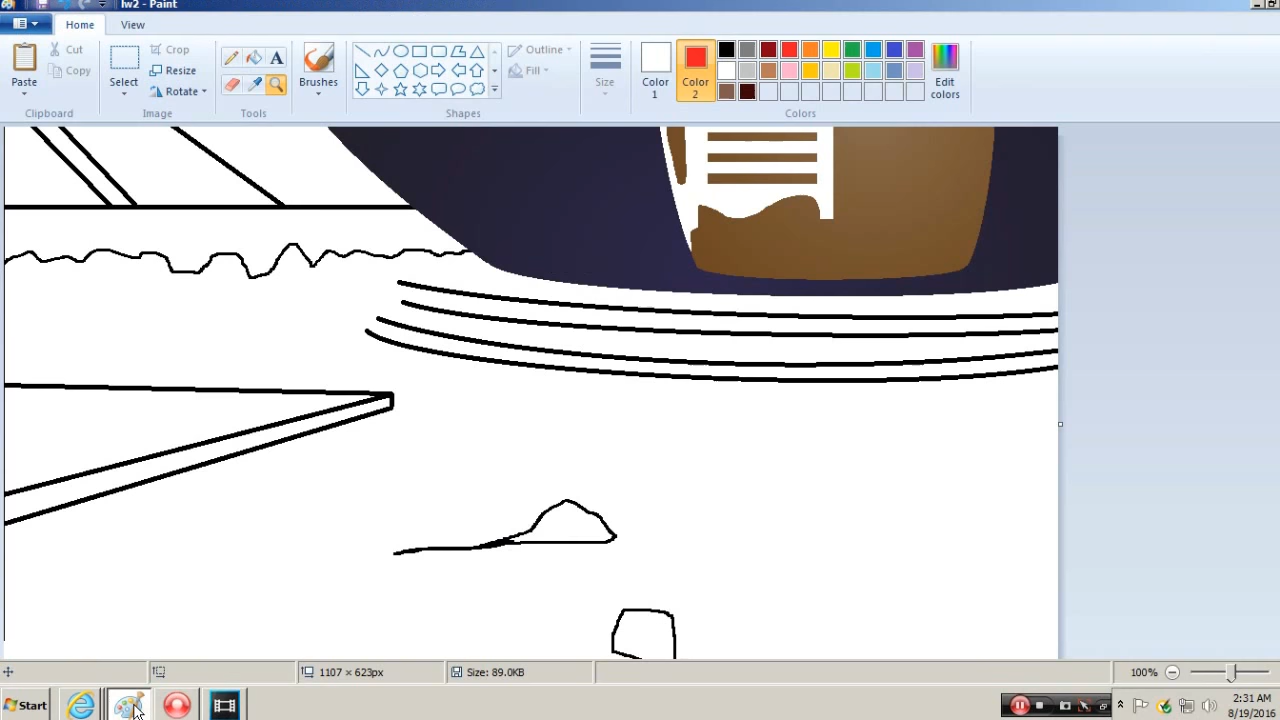 lw2 - Paint
Home View
Paste
Cut
Copy
Clipboard
Select
Crop
Resize
Rotate
Image
Tools
Brushes
Shapes
Outline
Fill
Size
Color 1
Color 2
Edit colors
Colors
1107 × 623px
Size: 89.0KB
100%
Start
2:31 AM
8/19/2016